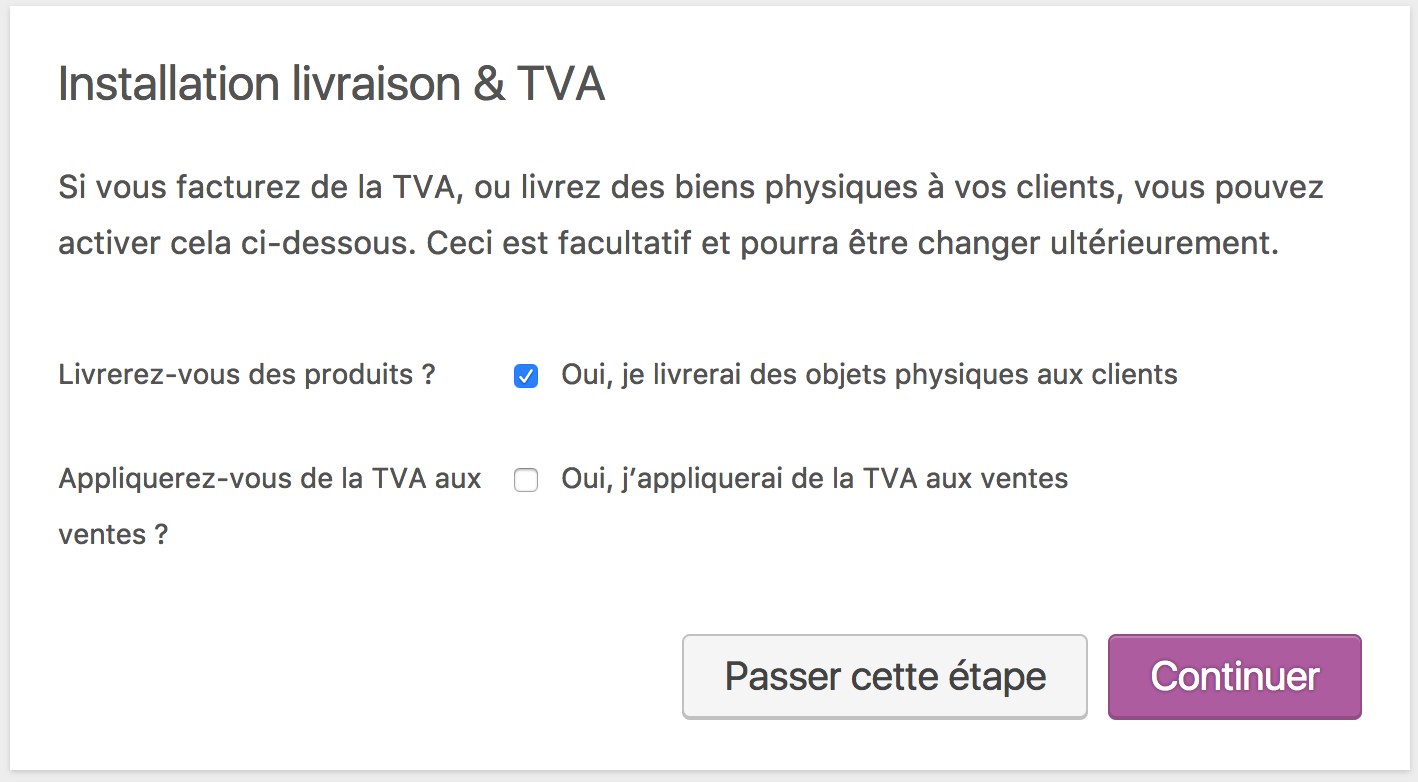 Installation livraison & TVA
Si vous facturez de la TVA, ou livrez des biens physiques à vos clients, vous pouvez
activer cela ci-dessous. Ceci est facultatif et pourra être changer ultérieurement.
Livrerez-vous des produits ?
Oui, je livrerai des objets physiques aux clients
Appliquerez-vous de la TVA aux
ventes ?
Oui, j’appliquerai de la TVA aux ventes
Passer cette étape
Continuer